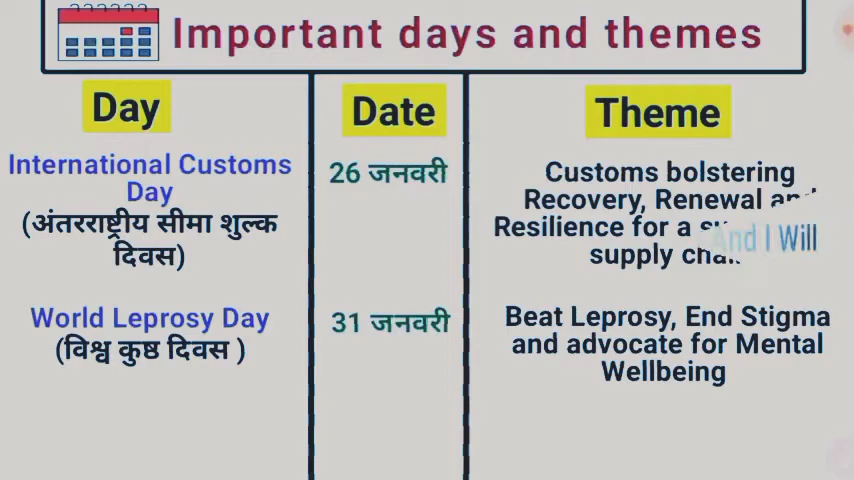 Important days and themes
Day
Date
Theme
International Customs
Day
(अंतरराष्ट्रीय सीमा शुल्क
दिवस)
26 जनवरी
Customs bolstering
Recovery, Renewal and
Resilience for a
supply
And I Will
World Leprosy Day
(विश्व कुष्ठ दिवस )
31 जनवरी
Beat Leprosy, End Stigma
and advocate for Mental
Wellbeing